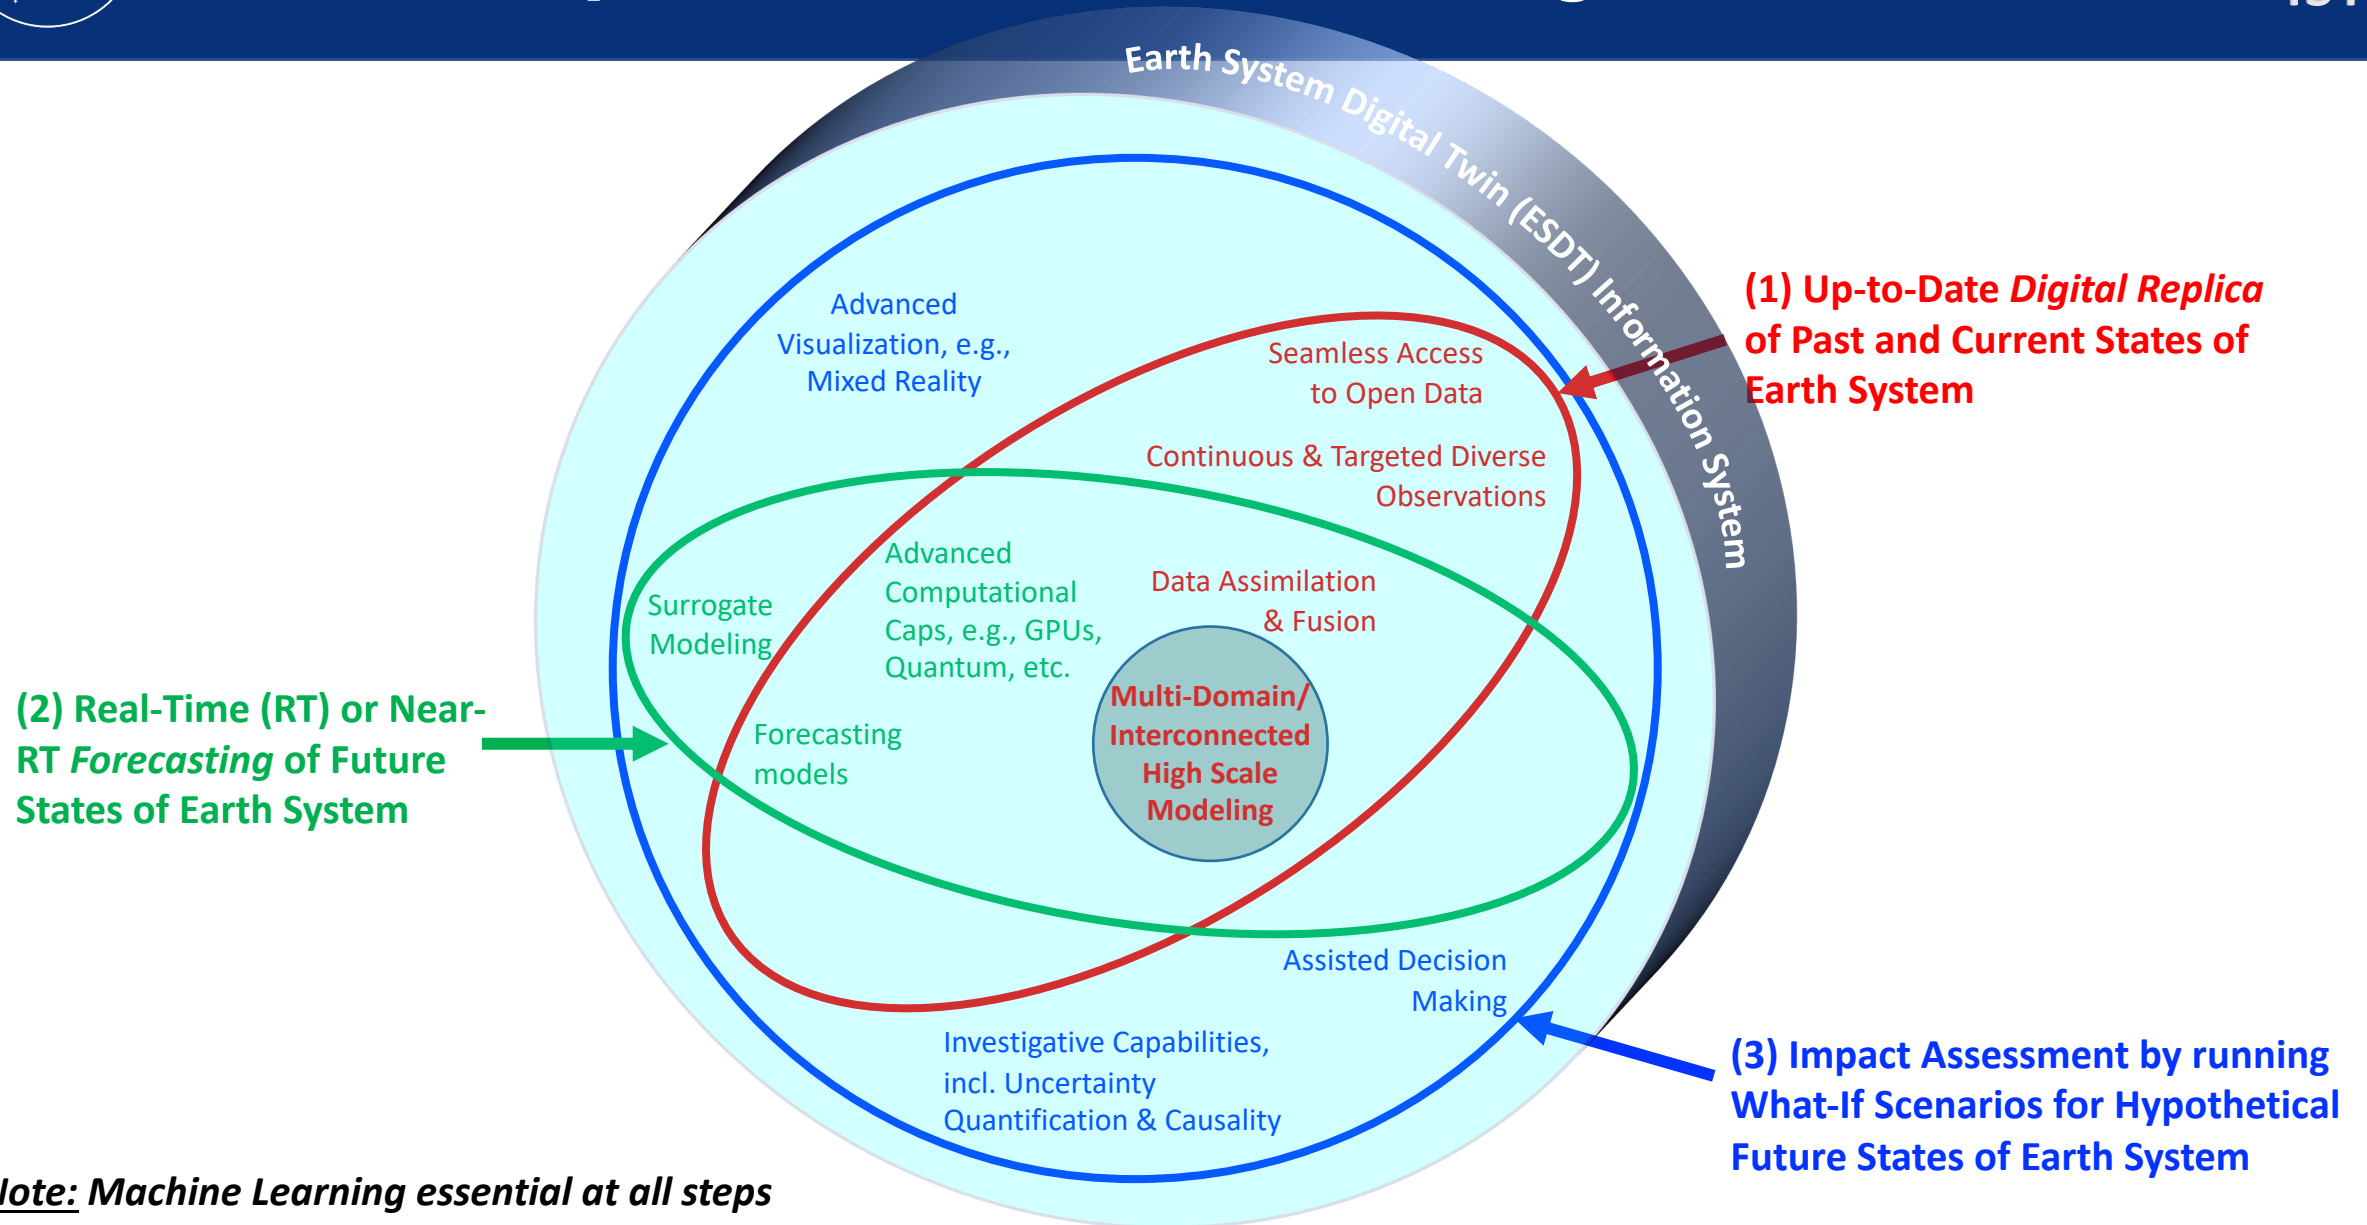 Earth System Digital Twin (ESDT) Information System
(1) Up-to-Date Digital Replica
of Past and Current States of
Earth System
Advanced
Visualization, e.g.,
Mixed Reality
Seamless Access
to Open Data
Continuous & Targeted Diverse
Observations
Advanced
Computational
Caps, e.g., GPUs,
Quantum, etc.
Data Assimilation
& Fusion
Surrogate
Modeling
Multi-Domain/
Interconnected
High Scale
Modeling
(2) Real-Time (RT) or Near-
RT Forecasting of Future
States of Earth System
Forecasting
models
Assisted Decision
Making
Investigative Capabilities,
incl. Uncertainty
Quantification & Causality
(3) Impact Assessment by running
What-If Scenarios for Hypothetical
Future States of Earth System
Note: Machine Learning essential at all steps